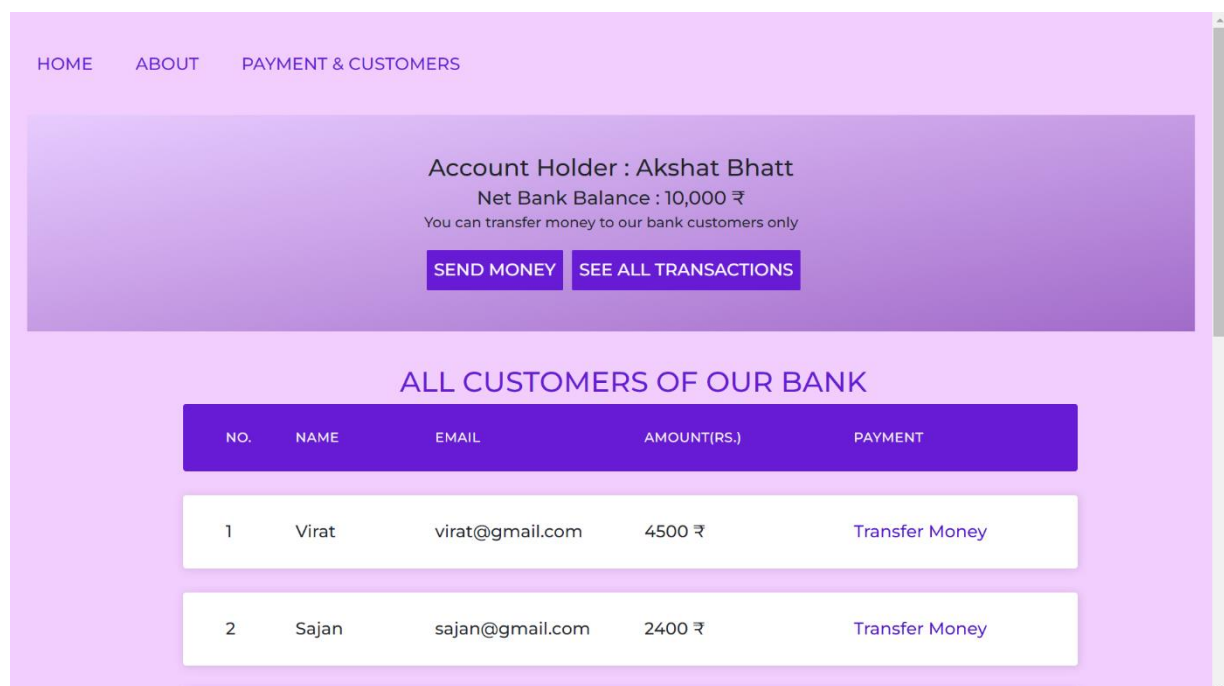 HOME ABOUT PAYMENT & CUSTOMERS
Account Holder : Akshat Bhatt
Net Bank Balance : 10,000 ₹
You can transfer money to our bank customers only
SEND MONEY SEE ALL TRANSACTIONS
ALL CUSTOMERS OF OUR BANK
NO. NAME EMAIL AMOUNT(RS.) PAYMENT
1 Virat virat@gmail.com 4500 ₹ Transfer Money
2 Sajan sajan@gmail.com 2400 ₹ Transfer Money